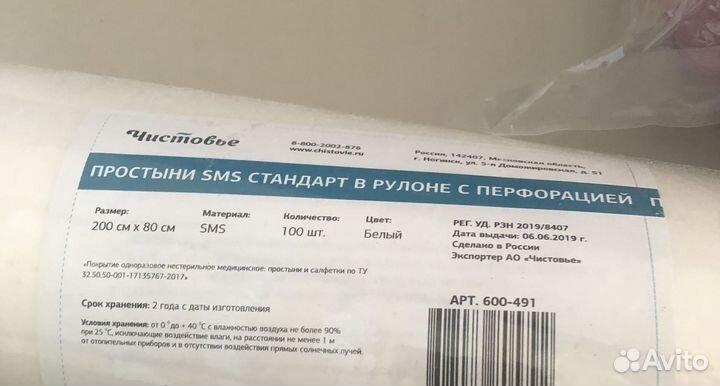 Чистовье
8-800-2002-876
www.chistovie.ru
Россия, 142407, Московская область,
г. Ногинск, ул. 5-я Доможировская, д. 51
ПРОСТЫНИ SMS СТАНДАРТ В РУЛОНЕ С ПЕРФОРАЦИЕЙ П
Размер:
200 см х 80 см
Материал:
SMS
Количество:
100 шт.
Цвет:
Белый
РЕГ. УД. РЗН 2019/8407
Дата выдачи: 06.06.2019 г.
Сделано в России
Экспортер АО «Чистовье»
«Покрытие одноразовое нестерильное медицинское: простыни и салфетки по ТУ
32.50.50-001-17135767-2017»
Срок хранения: 2 года с даты изготовления
Условия хранения: от 0 ° до + 40 °С с влажностью воздуха не более 90%
при 25 °С, исключающие воздействие влаги, на расстоянии не менее 1 м
от отопительных приборов и в отсутствии воздействия прямых солнечных лучей.
АРТ. 600-491
Avito